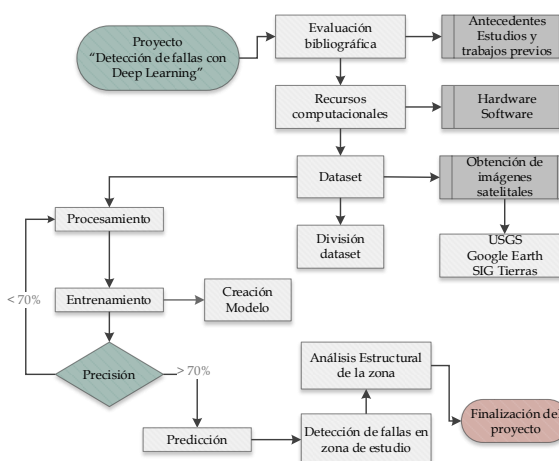 Proyecto
“Detección de fallas con
Deep Learning”
Evaluación
bibliográfica
Antecedentes
Estudios y
trabajos previos
Recursos
computacionales
Hardware
Software
Dataset
Obtención de
imágenes
satelitales
Procesamiento
División
dataset
USGS
Google Earth
SIG Tierras
< 70%
Entrenamiento
Creación
Modelo
Precisión
> 70%
Análisis Estructural
de la zona
Predicción
Detección de fallas en
zona de estudio
Finalización del
proyecto